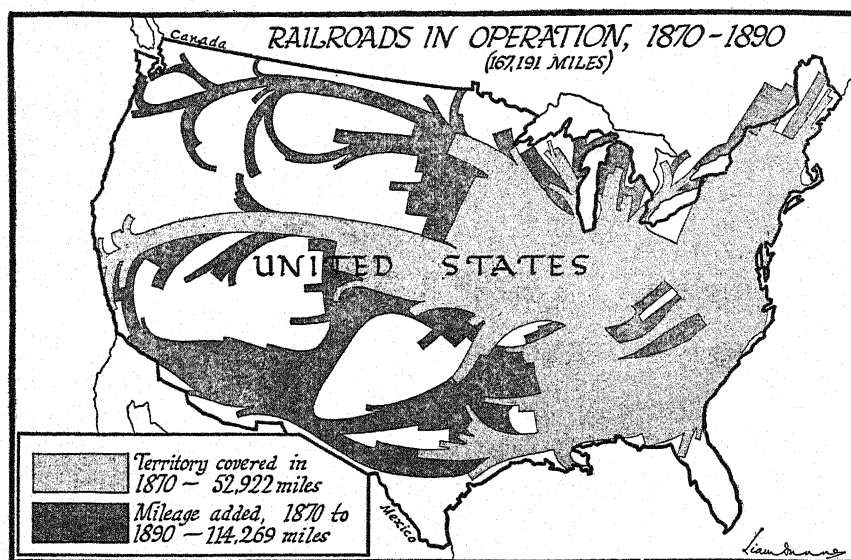 Canada
RAILROADS IN OPERATION, 1870-1890
(167,191 MILES)
UNITED STATES
Territory covered in
1870 — 52,922 miles
Mileage added, 1870 to
1890 — 114,269 miles
Mexico